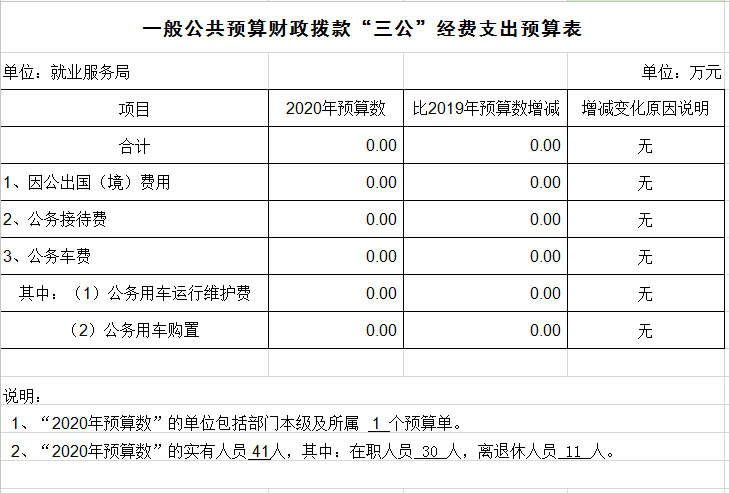 一般公共预算财政拨款“三公”经费支出预算表
单位：就业服务局 单位：万元
项目 2020年预算数 比2019年预算数增减 增减变化原因说明
合计 0.00 0.00 无
1、因公出国（境）费用 0.00 0.00 无
2、公务接待费 0.00 0.00 无
3、公务车费 0.00 0.00 无
其中：（1）公务用车运行维护费 0.00 0.00 无
（2）公务用车购置 0.00 0.00 无
说明：
1、“2020年预算数”的单位包括部门本级及所属 1 个预算单。
2、“2020年预算数”的实有人员 41人，其中：在职人员 30 人，离退休人员 11 人。